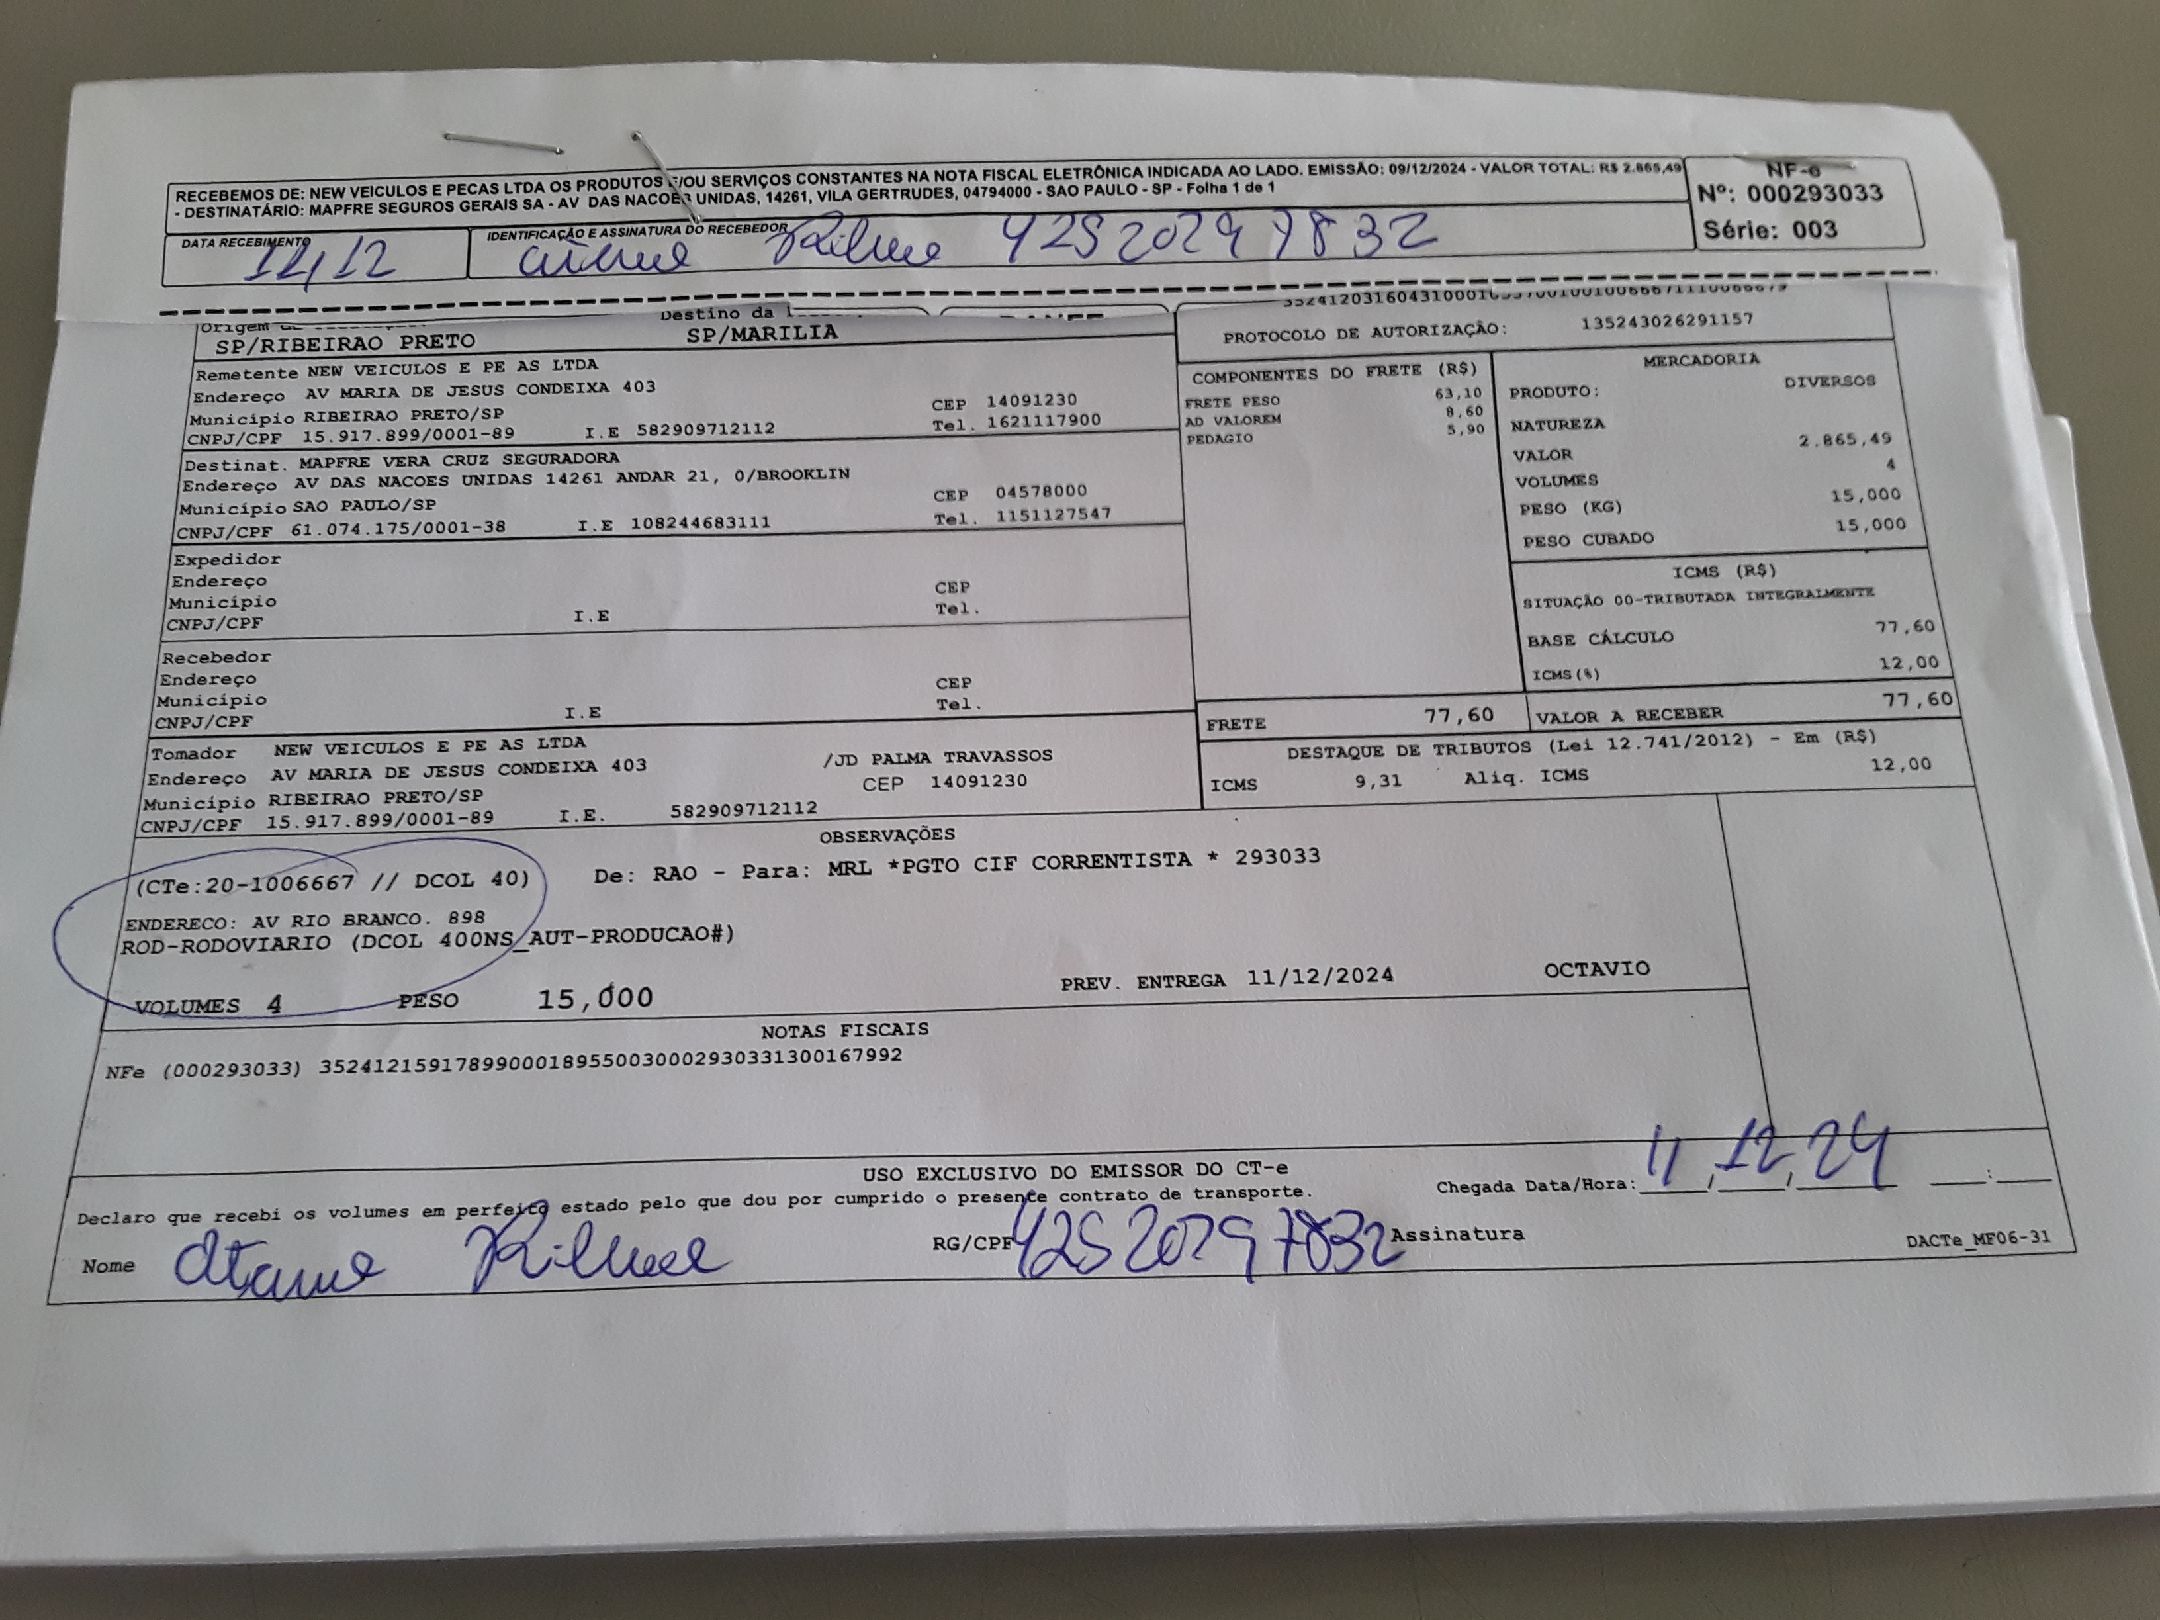 RECEBEMOS DE: NEW VEICULOS E PECAS LTDA OS PRODUTOS E/OU SERVIÇOS CONSTANTES NA NOTA FISCAL ELETRÔNICA INDICADA AO LADO. EMISSÃO: 09/12/2024 - VALOR TOTAL: R$ 2.865,49
- DESTINATÁRIO: MAPFRE SEGUROS GERAIS SA - AV DAS NACOES UNIDAS, 14261, VILA GERTRUDES, 04794000 - SAO PAULO - SP - Folha 1 de 1
NF-e
Nº: 000293033
Série: 003
DATA RECEBIMENTO
IDENTIFICAÇÃO E ASSINATURA DO RECEBEDOR
42520297832
Origem
Destino da
SP/RIBEIRAO PRETO SP/MARILIA
PROTOCOLO DE AUTORIZAÇÃO: 135243026291157
Remetente NEW VEICULOS E PE AS LTDA
Endereço AV MARIA DE JESUS CONDEIXA 403
Município RIBEIRAO PRETO/SP CEP 14091230
CNPJ/CPF 15.917.899/0001-89 I.E 582909712112 Tel. 1621117900
Destinat. MAPFRE VERA CRUZ SEGURADORA
Endereço AV DAS NACOES UNIDAS 14261 ANDAR 21, 0/BROOKLIN
Município SAO PAULO/SP CEP 04578000
CNPJ/CPF 61.074.175/0001-38 I.E 108244683111 Tel. 1151127547
Expedidor
Endereço
Município CEP
CNPJ/CPF I.E Tel.
Recebedor
Endereço
Município CEP
CNPJ/CPF I.E Tel.
Tomador NEW VEICULOS E PE AS LTDA
Endereço AV MARIA DE JESUS CONDEIXA 403 /JD PALMA TRAVASSOS
Município RIBEIRAO PRETO/SP CEP 14091230
CNPJ/CPF 15.917.899/0001-89 I.E. 582909712112
COMPONENTES DO FRETE (R$)
FRETE PESO 63,10
AD VALOREM 8,60
PEDAGIO 5,90
MERCADORIA
PRODUTO: DIVERSOS
NATUREZA
VALOR 2.865,49
VOLUMES 4
PESO (KG) 15,000
PESO CUBADO 15,000
ICMS (R$)
SITUAÇÃO 00-TRIBUTADA INTEGRALMENTE
BASE CÁLCULO 77,60
ICMS(%) 12,00
FRETE 77,60 VALOR A RECEBER 77,60
DESTAQUE DE TRIBUTOS (Lei 12.741/2012) - Em (R$)
ICMS 9,31 Aliq. ICMS 12,00
OBSERVAÇÕES
(CTe:20-1006667 // DCOL 40) De: RAO - Para: MRL *PGTO CIF CORRENTISTA * 293033
ENDERECO: AV RIO BRANCO. 898
ROD-RODOVIARIO (DCOL 400NS_AUT-PRODUCAO#)
VOLUMES 4 PESO 15,000 PREV. ENTREGA 11/12/2024 OCTAVIO
NOTAS FISCAIS
NFe (000293033) 35241215917899000189550030002930331300167992
USO EXCLUSIVO DO EMISSOR DO CT-e
Declaro que recebi os volumes em perfeito estado pelo que dou por cumprido o presente contrato de transporte.
Chegada Data/Hora: 11, 12, 24 :
Nome RG/CPF 42520297832 Assinatura
DACTe_MF06-31